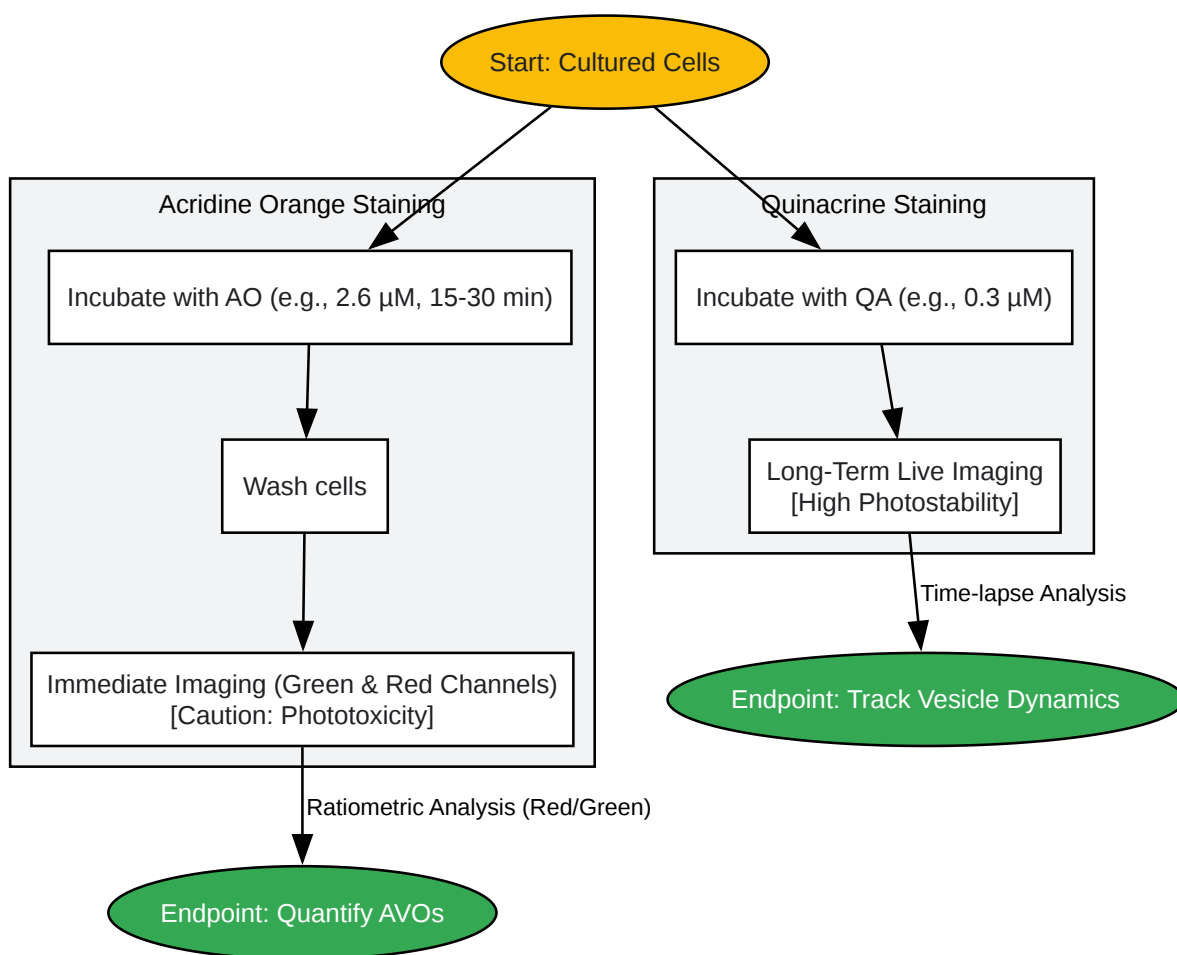 Start: Cultured Cells
Acridine Orange Staining
Incubate with AO (e.g., 2.6 µM, 15-30 min)
Wash cells
Immediate Imaging (Green & Red Channels)
[Caution: Phototoxicity]
Ratiometric Analysis (Red/Green)
Endpoint: Quantify AVOs
Quinacrine Staining
Incubate with QA (e.g., 0.3 µM)
Long-Term Live Imaging
[High Photostability]
Time-lapse Analysis
Endpoint: Track Vesicle Dynamics